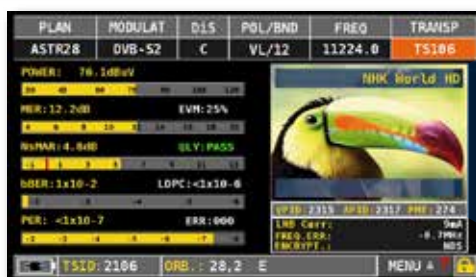 PLAN MODULAT DiS POL/BND FREQ TRANSP
ASTR28 DVB-S2 C VL/12 11224.0 TS106
POWER: 76.1dBuV
NHK World HD
MER:12.2dB EVM:25%
NsMAR:4.8dB QLY:PASS
bBER:1x10-2 LDPC:<1x10-6
PER: <1x10-7 ERR:000
VPID:2315 APID:2317 PMT:274
LNB Curr: 9mA
FREQ.ERR: -0.7MHz
ENCRYPT.: NDS
TSID:2106 ORB.:28,2 E MENU